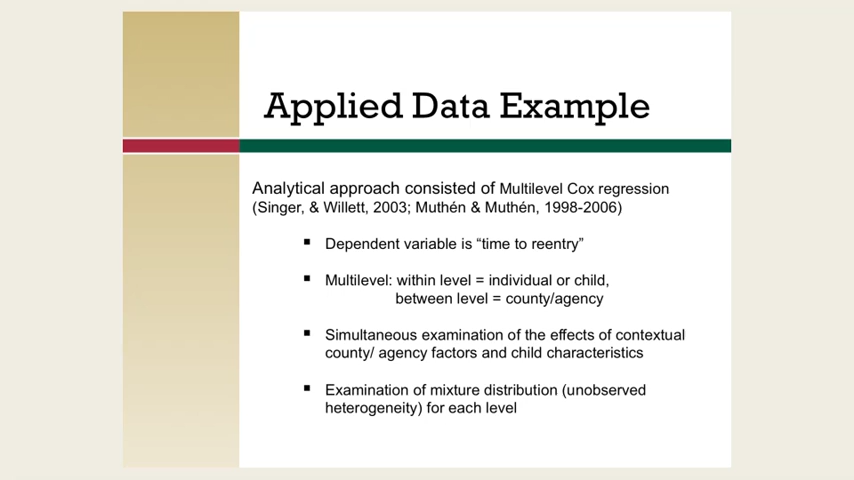 Applied Data Example
Analytical approach consisted of Multilevel Cox regression
(Singer, & Willett, 2003; Muthén & Muthén, 1998-2006)
▪ Dependent variable is “time to reentry”
▪ Multilevel: within level = individual or child,
between level = county/agency
▪ Simultaneous examination of the effects of contextual
county/ agency factors and child characteristics
▪ Examination of mixture distribution (unobserved
heterogeneity) for each level